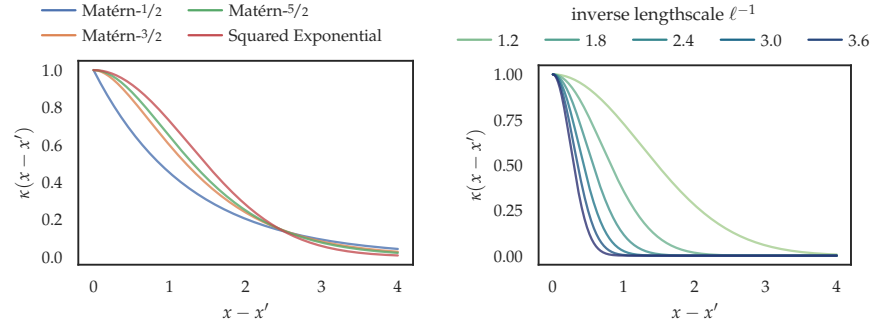 Matérn-1/2
Matérn-5/2
Matérn-3/2
Squared Exponential
1.0
0.8
0.6
0.4
0.2
0.0
κ(x − x′)
0 1 2 3 4
x − x′
inverse lengthscale ℓ⁻¹
1.2 1.8 2.4 3.0 3.6
1.00
0.75
0.50
0.25
0.00
κ(x − x′)
0 1 2 3 4
x − x′